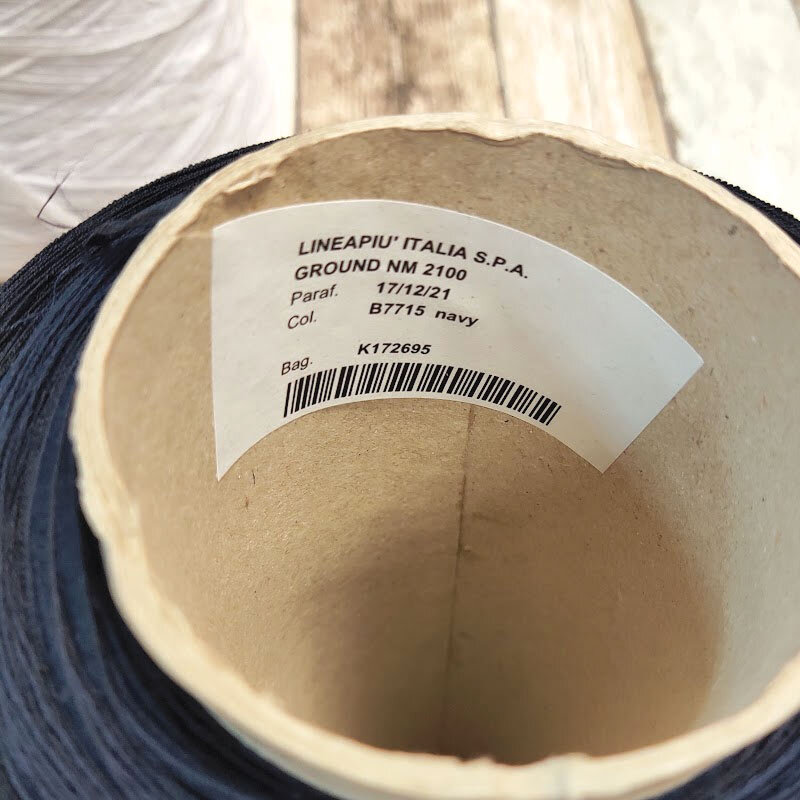 LINEAPIU' ITALIA S.P.A.
GROUND NM 2100
Paraf. 17/12/21
Col. B7715 navy
Bag. K172695